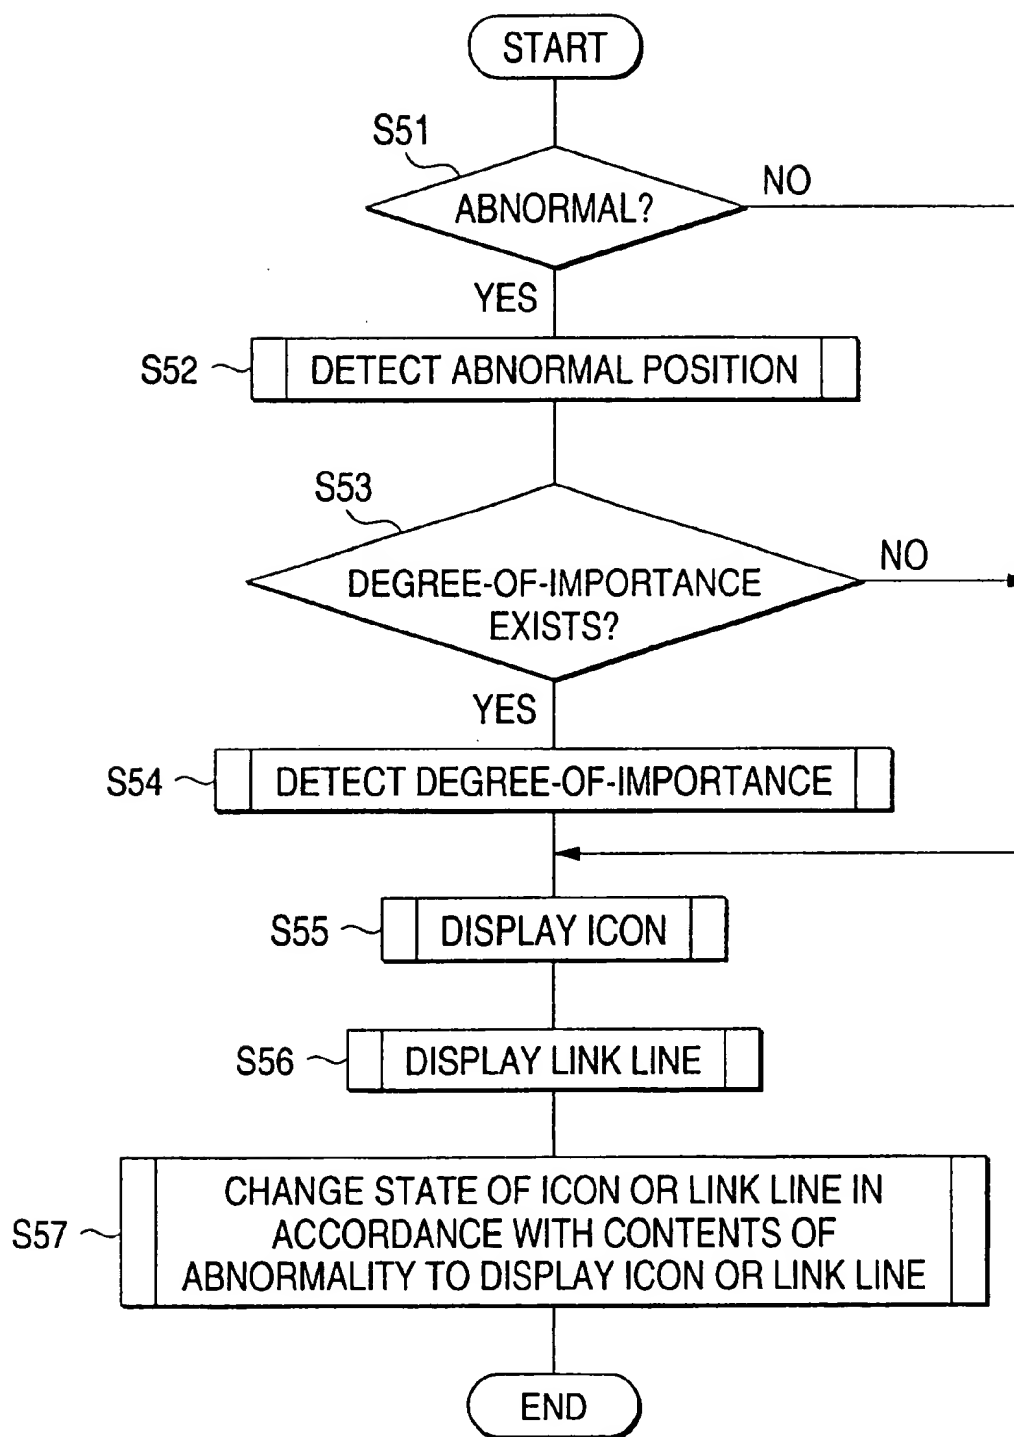 START
S51
ABNORMAL?
NO
YES
S52
DETECT ABNORMAL POSITION
S53
DEGREE-OF-IMPORTANCE
EXISTS?
NO
YES
S54
DETECT DEGREE-OF-IMPORTANCE
S55
DISPLAY ICON
S56
DISPLAY LINK LINE
S57
CHANGE STATE OF ICON OR LINK LINE IN
ACCORDANCE WITH CONTENTS OF
ABNORMALITY TO DISPLAY ICON OR LINK LINE
END